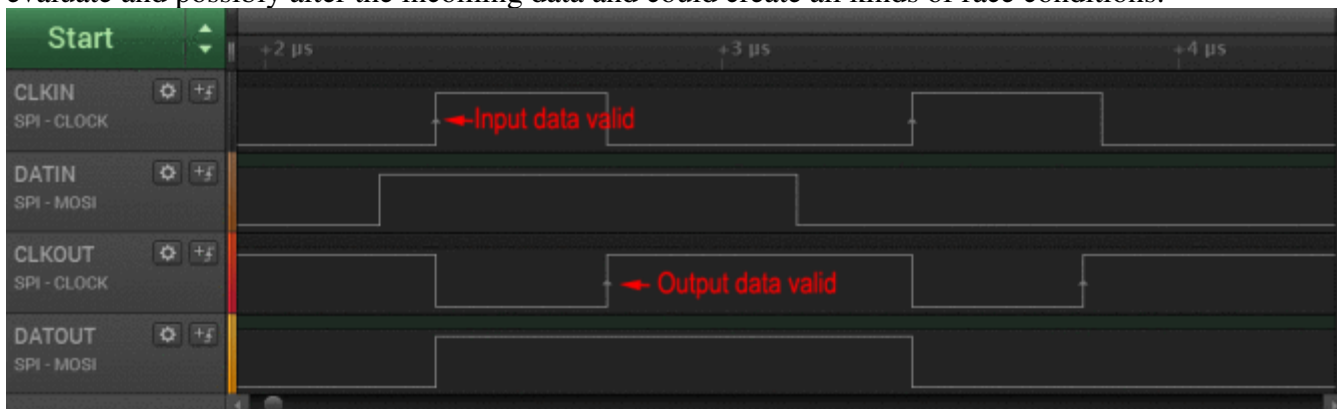 evaluate and possibly alter the incoming data and could create all kinds of race conditions.
Start
+2 µs +3 µs +4 µs
CLKIN
SPI - CLOCK
Input data valid
DATIN
SPI - MOSI
CLKOUT
SPI - CLOCK
Output data valid
DATOUT
SPI - MOSI